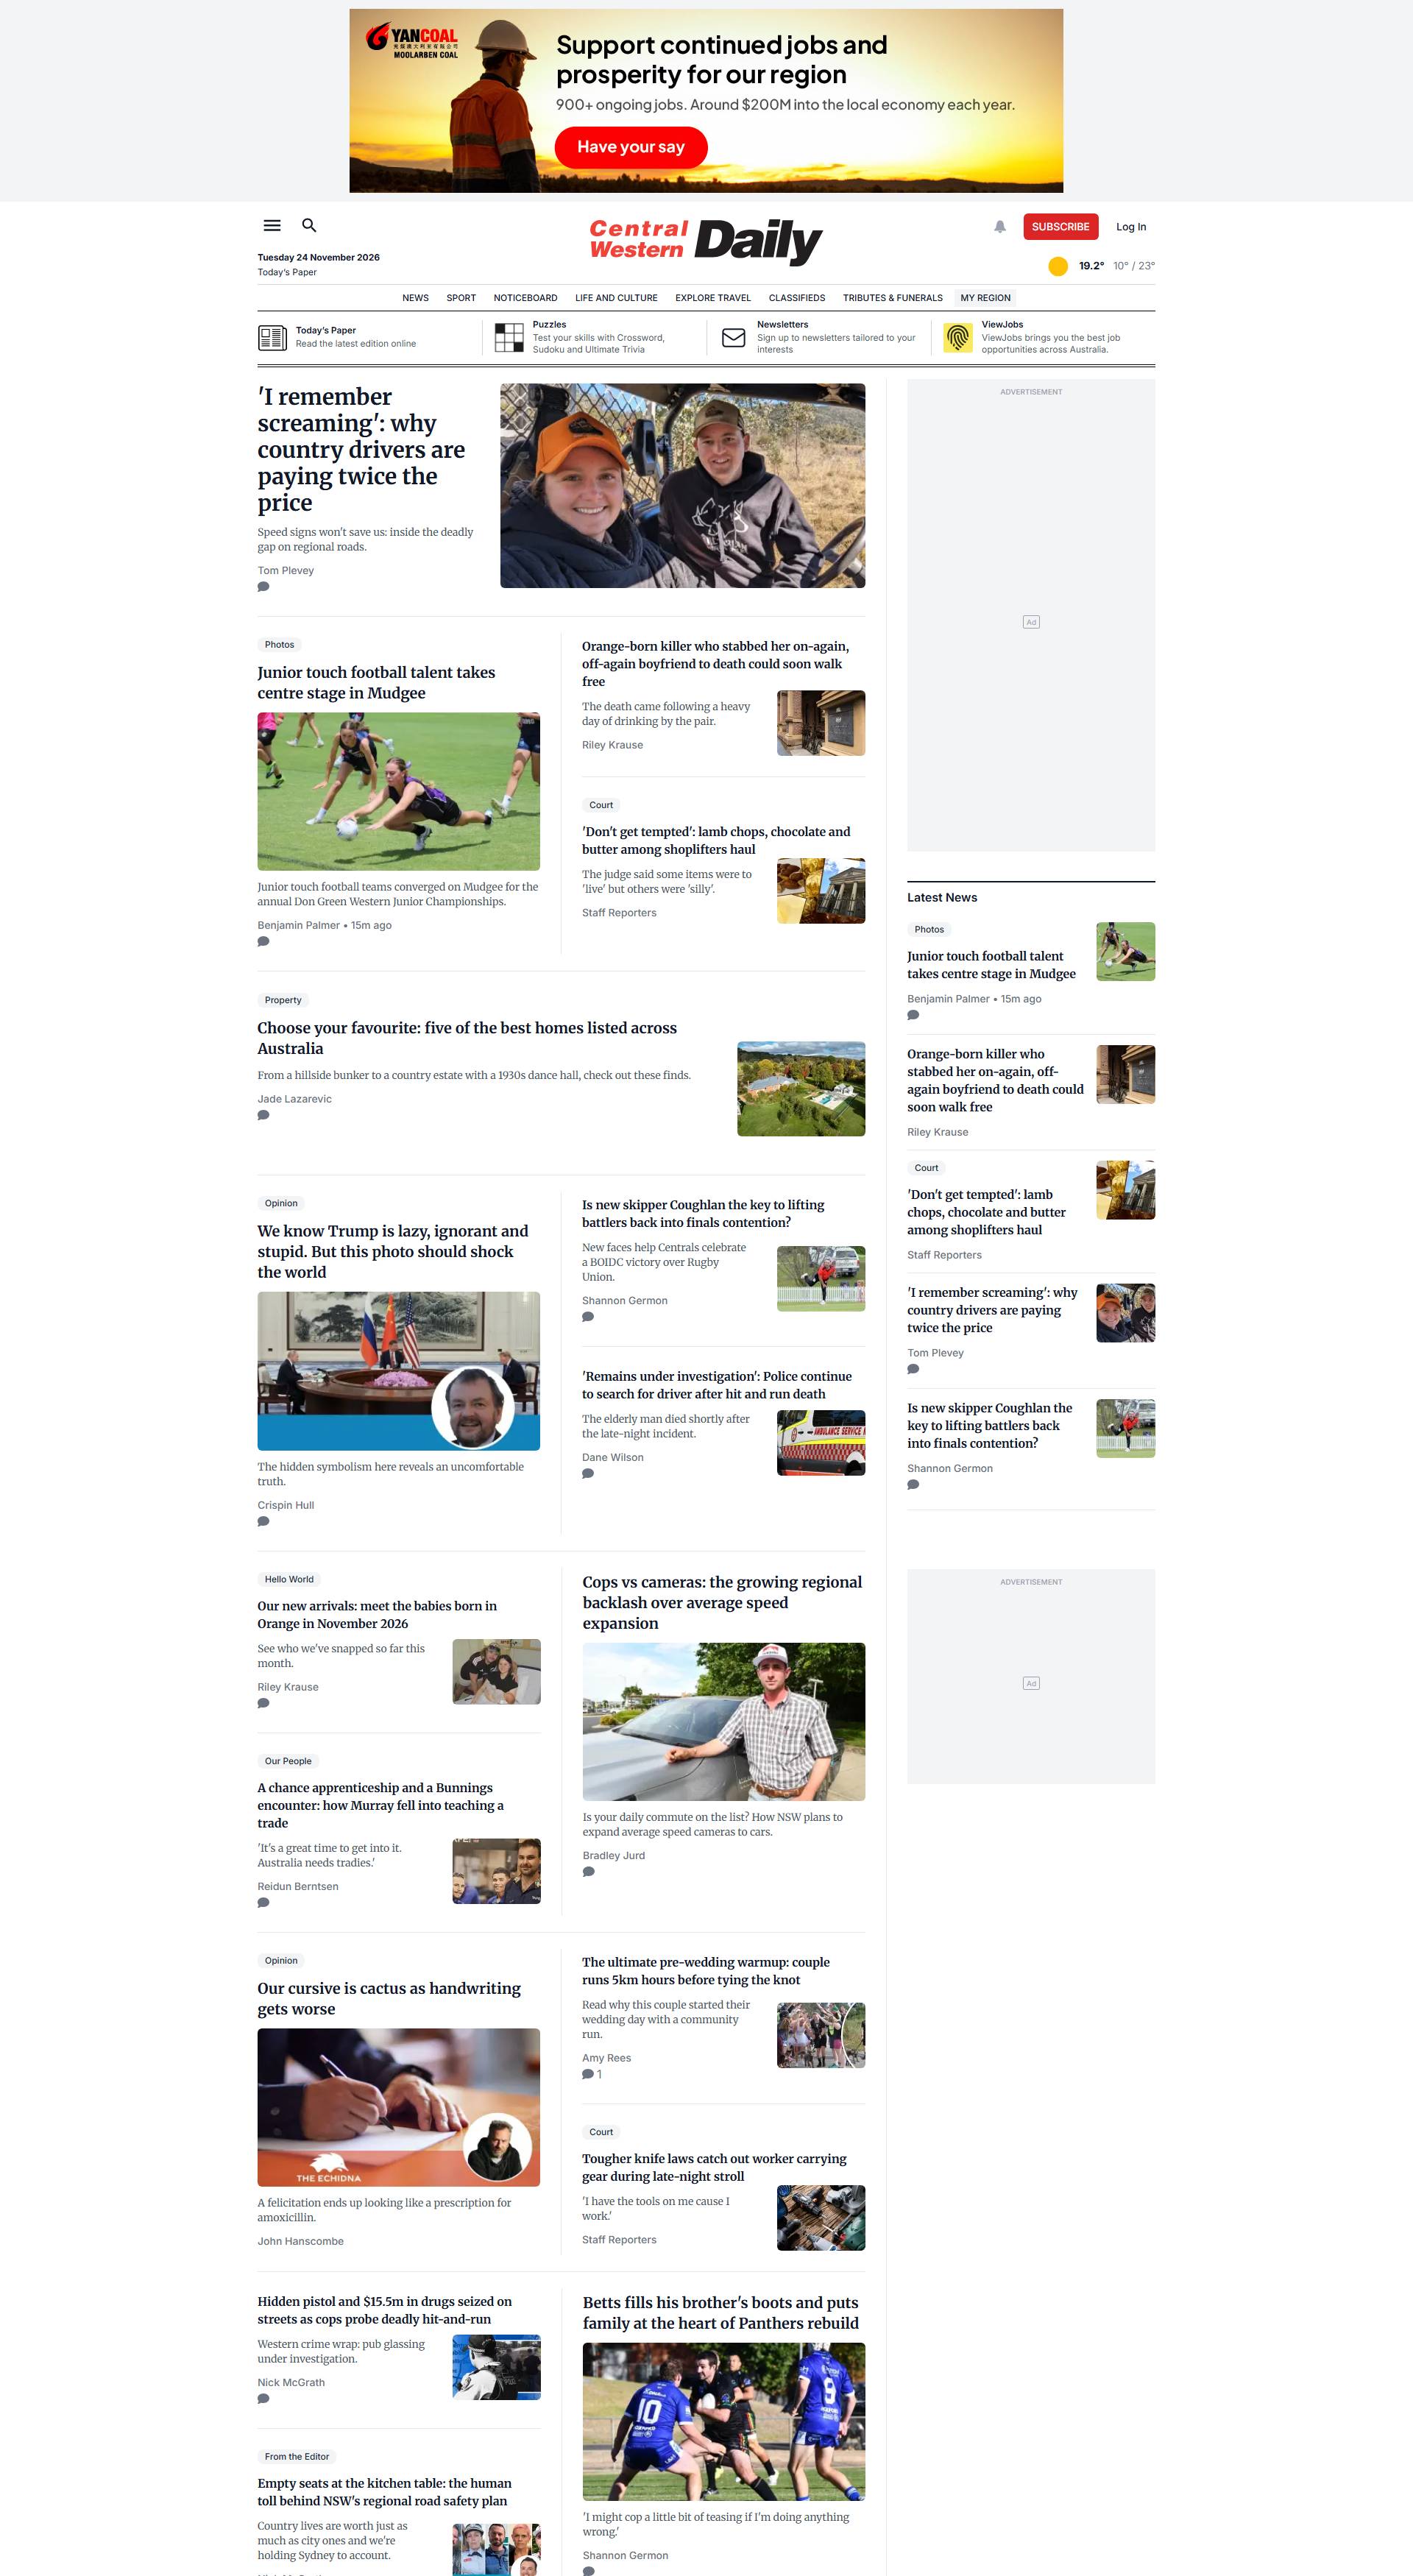 YANCOAL
MOOLARBEN COAL
Support continued jobs and
prosperity for our region
900+ ongoing jobs. Around $200M into the local economy each year.
Have your say
Central
Western Daily
SUBSCRIBE
Log In
Tuesday 24 November 2026
Today's Paper
19.2° 10° / 23°
NEWS SPORT NOTICEBOARD LIFE AND CULTURE EXPLORE TRAVEL CLASSIFIEDS TRIBUTES & FUNERALS MY REGION
Today's Paper
Read the latest edition online
Puzzles
Test your skills with Crossword,
Sudoku and Ultimate Trivia
Newsletters
Sign up to newsletters tailored to your
interests
ViewJobs
ViewJobs brings you the best job
opportunities across Australia.
'I remember
screaming': why
country drivers are
paying twice the
price
Speed signs won't save us: inside the deadly
gap on regional roads.
Tom Plevey
Photos
Junior touch football talent takes
centre stage in Mudgee
Junior touch football teams converged on Mudgee for the
annual Don Green Western Junior Championships.
Benjamin Palmer • 15m ago
Orange-born killer who stabbed her on-again,
off-again boyfriend to death could soon walk
free
The death came following a heavy
day of drinking by the pair.
Riley Krause
Court
'Don't get tempted': lamb chops, chocolate and
butter among shoplifters haul
The judge said some items were to
'live' but others were 'silly'.
Staff Reporters
Property
Choose your favourite: five of the best homes listed across
Australia
From a hillside bunker to a country estate with a 1930s dance hall, check out these finds.
Jade Lazarevic
Opinion
We know Trump is lazy, ignorant and
stupid. But this photo should shock
the world
The hidden symbolism here reveals an uncomfortable
truth.
Crispin Hull
Is new skipper Coughlan the key to lifting
battlers back into finals contention?
New faces help Centrals celebrate
a BOIDC victory over Rugby
Union.
Shannon Germon
'Remains under investigation': Police continue
to search for driver after hit and run death
The elderly man died shortly after
the late-night incident.
AMBULANCE SERVICE
Dane Wilson
Hello World
Our new arrivals: meet the babies born in
Orange in November 2026
See who we've snapped so far this
month.
Riley Krause
Our People
A chance apprenticeship and a Bunnings
encounter: how Murray fell into teaching a
trade
'It's a great time to get into it.
Australia needs tradies.'
Reidun Berntsen
Cops vs cameras: the growing regional
backlash over average speed
expansion
Is your daily commute on the list? How NSW plans to
expand average speed cameras to cars.
Bradley Jurd
Opinion
Our cursive is cactus as handwriting
gets worse
THE ECHIDNA
A felicitation ends up looking like a prescription for
amoxicillin.
John Hanscombe
The ultimate pre-wedding warmup: couple
runs 5km hours before tying the knot
Read why this couple started their
wedding day with a community
run.
Amy Rees
1
Court
Tougher knife laws catch out worker carrying
gear during late-night stroll
'I have the tools on me cause I
work.'
Staff Reporters
Hidden pistol and $15.5m in drugs seized on
streets as cops probe deadly hit-and-run
Western crime wrap: pub glassing
under investigation.
Nick McGrath
From the Editor
Empty seats at the kitchen table: the human
toll behind NSW's regional road safety plan
Country lives are worth just as
much as city ones and we're
holding Sydney to account.
Betts fills his brother's boots and puts
family at the heart of Panthers rebuild
10
9
'I might cop a little bit of teasing if I'm doing anything
wrong.'
Shannon Germon
ADVERTISEMENT
Ad
Latest News
Photos
Junior touch football talent
takes centre stage in Mudgee
Benjamin Palmer • 15m ago
Orange-born killer who
stabbed her on-again, off-
again boyfriend to death could
soon walk free
Riley Krause
Court
'Don't get tempted': lamb
chops, chocolate and butter
among shoplifters haul
Staff Reporters
'I remember screaming': why
country drivers are paying
twice the price
Tom Plevey
Is new skipper Coughlan the
key to lifting battlers back
into finals contention?
Shannon Germon
ADVERTISEMENT
Ad